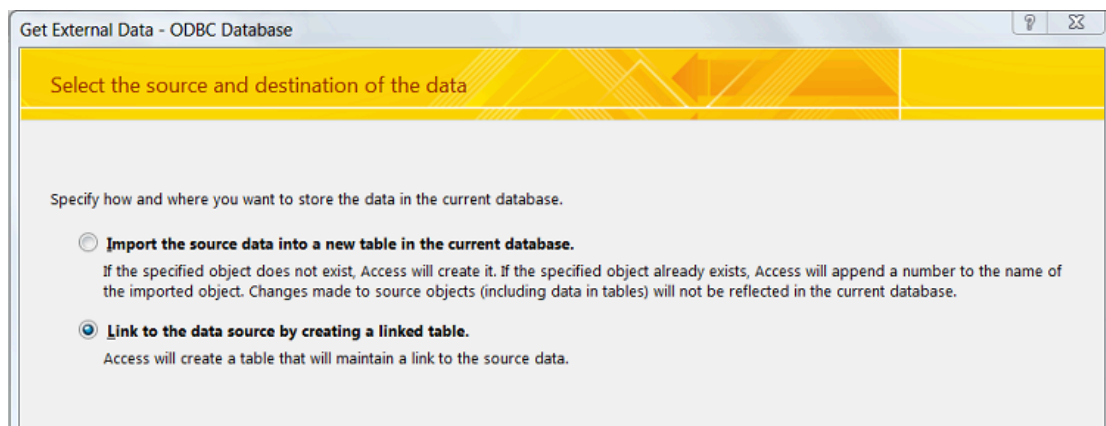 Get External Data - ODBC Database
Select the source and destination of the data
Specify how and where you want to store the data in the current database.
Import the source data into a new table in the current database.
If the specified object does not exist, Access will create it. If the specified object already exists, Access will append a number to the name of
the imported object. Changes made to source objects (including data in tables) will not be reflected in the current database.
Link to the data source by creating a linked table.
Access will create a table that will maintain a link to the source data.